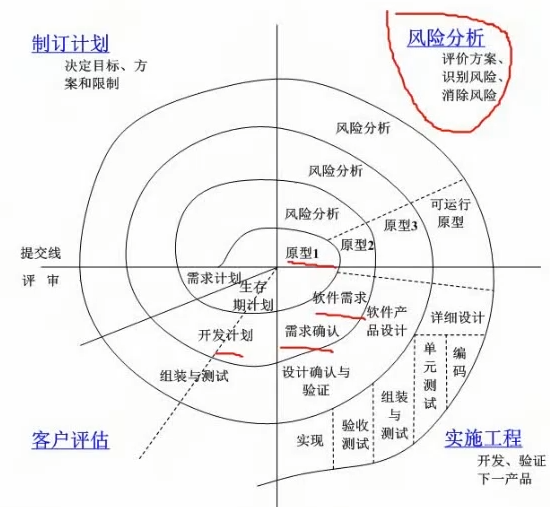 制订计划
决定目标、方
案和限制
风险分析
评价方案、
识别风险、
消除风险
风险分析
风险分析
风险分析
可运行
原型
原型3
原型2
原型1
提交线
评 审
需求计划
生存
期计划
软件需求
软件产
品设计
详细设计
开发计划
需求确认
组装与测试
设计确认与
验证
单
元
测
试
编
码
组装
与
测试
验收
测试
实现
客户评估
实施工程
开发、验证
下一产品